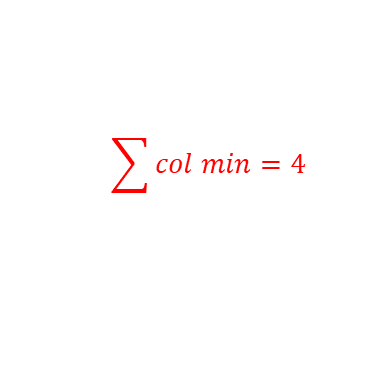 ∑ col min = 4